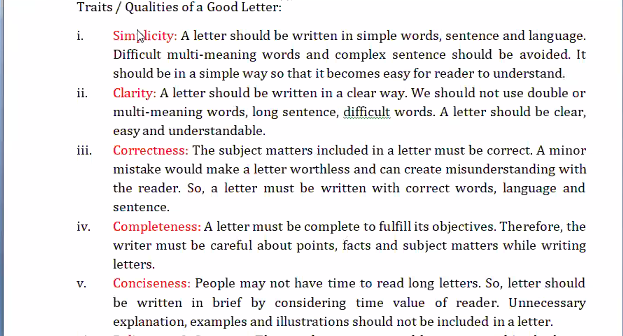 Traits / Qualities of a Good Letter:
i. Simplicity: A letter should be written in simple words, sentence and language.
Difficult multi-meaning words and complex sentence should be avoided. It
should be in a simple way so that it becomes easy for reader to understand.
ii. Clarity: A letter should be written in a clear way. We should not use double or
multi-meaning words, long sentence, difficult words. A letter should be clear,
easy and understandable.
iii. Correctness: The subject matters included in a letter must be correct. A minor
mistake would make a letter worthless and can create misunderstanding with
the reader. So, a letter must be written with correct words, language and
sentence.
iv. Completeness: A letter must be complete to fulfill its objectives. Therefore, the
writer must be careful about points, facts and subject matters while writing
letters.
v. Conciseness: People may not have time to read long letters. So, letter should
be written in brief by considering time value of reader. Unnecessary
explanation, examples and illustrations should not be included in a letter.